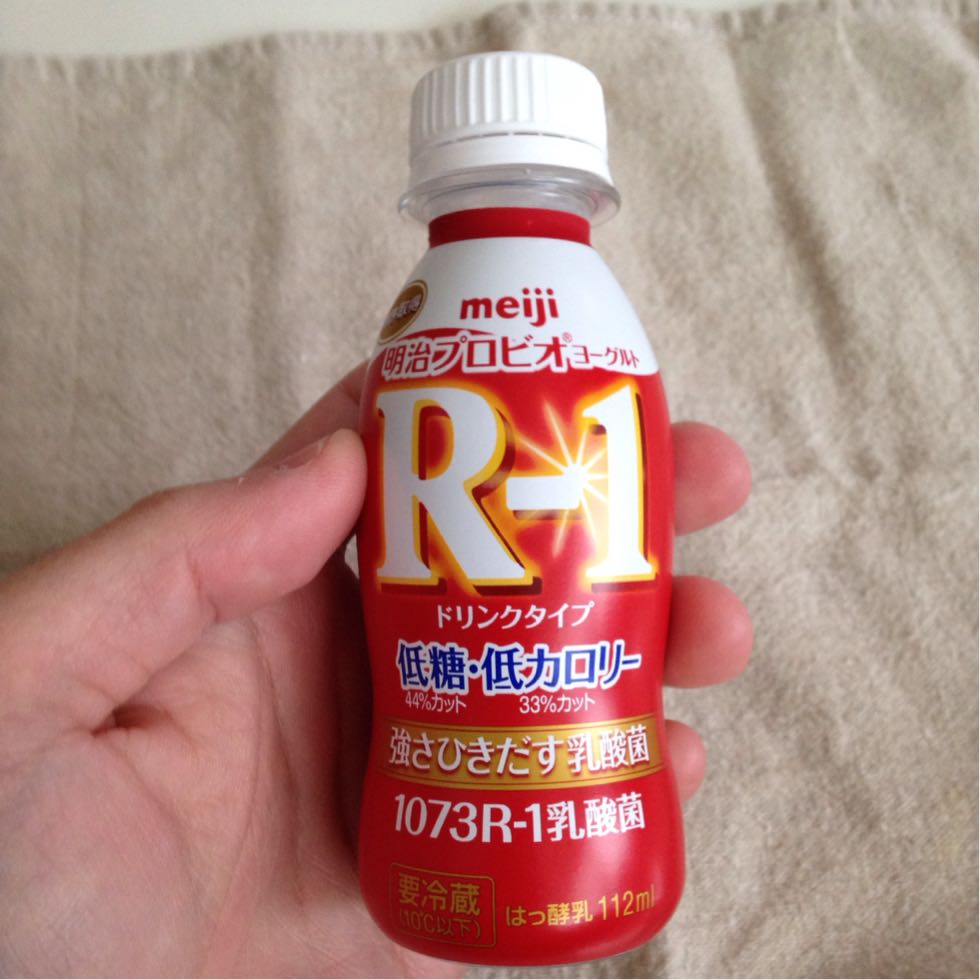 meiji
明治プロビオ®ヨーグルト
R-1
ドリンクタイプ
低糖・低カロリー
44%カット 33%カット
強さひきだす乳酸菌
1073R-1乳酸菌
要冷蔵
(10℃以下)
はっ酵乳 112ml